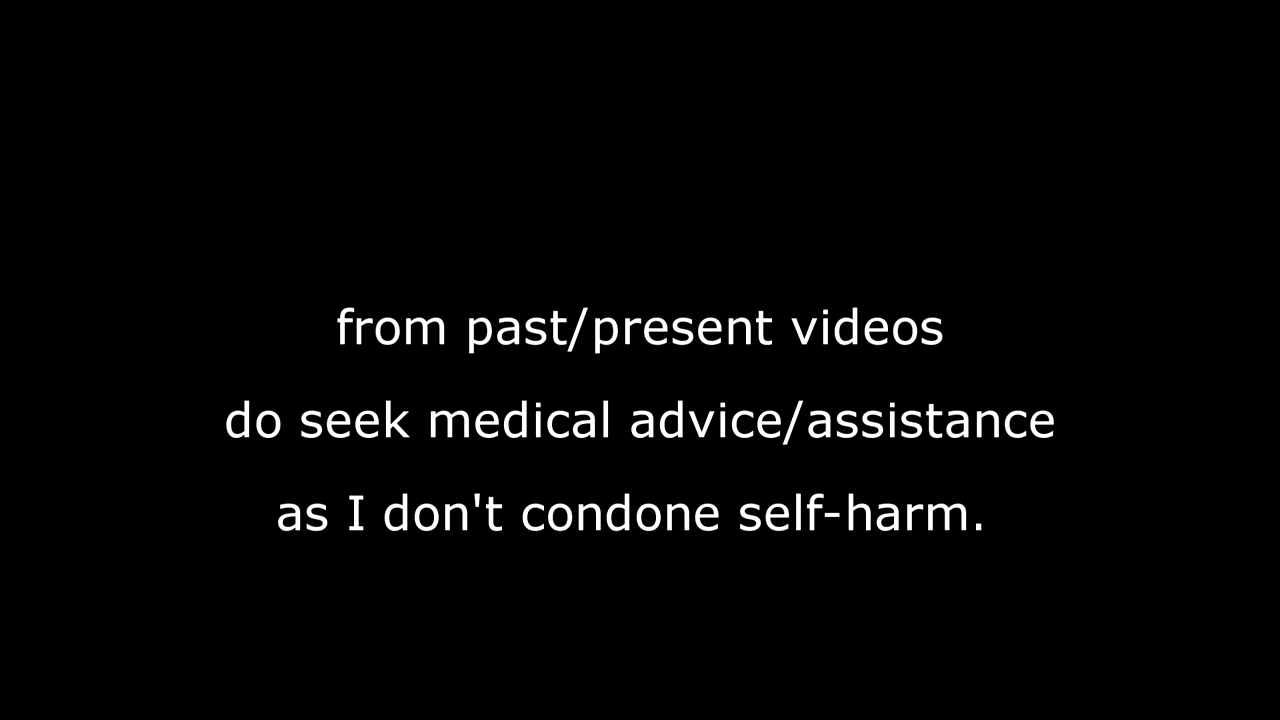 from past/present videos
do seek medical advice/assistance
as I don't condone self-harm.